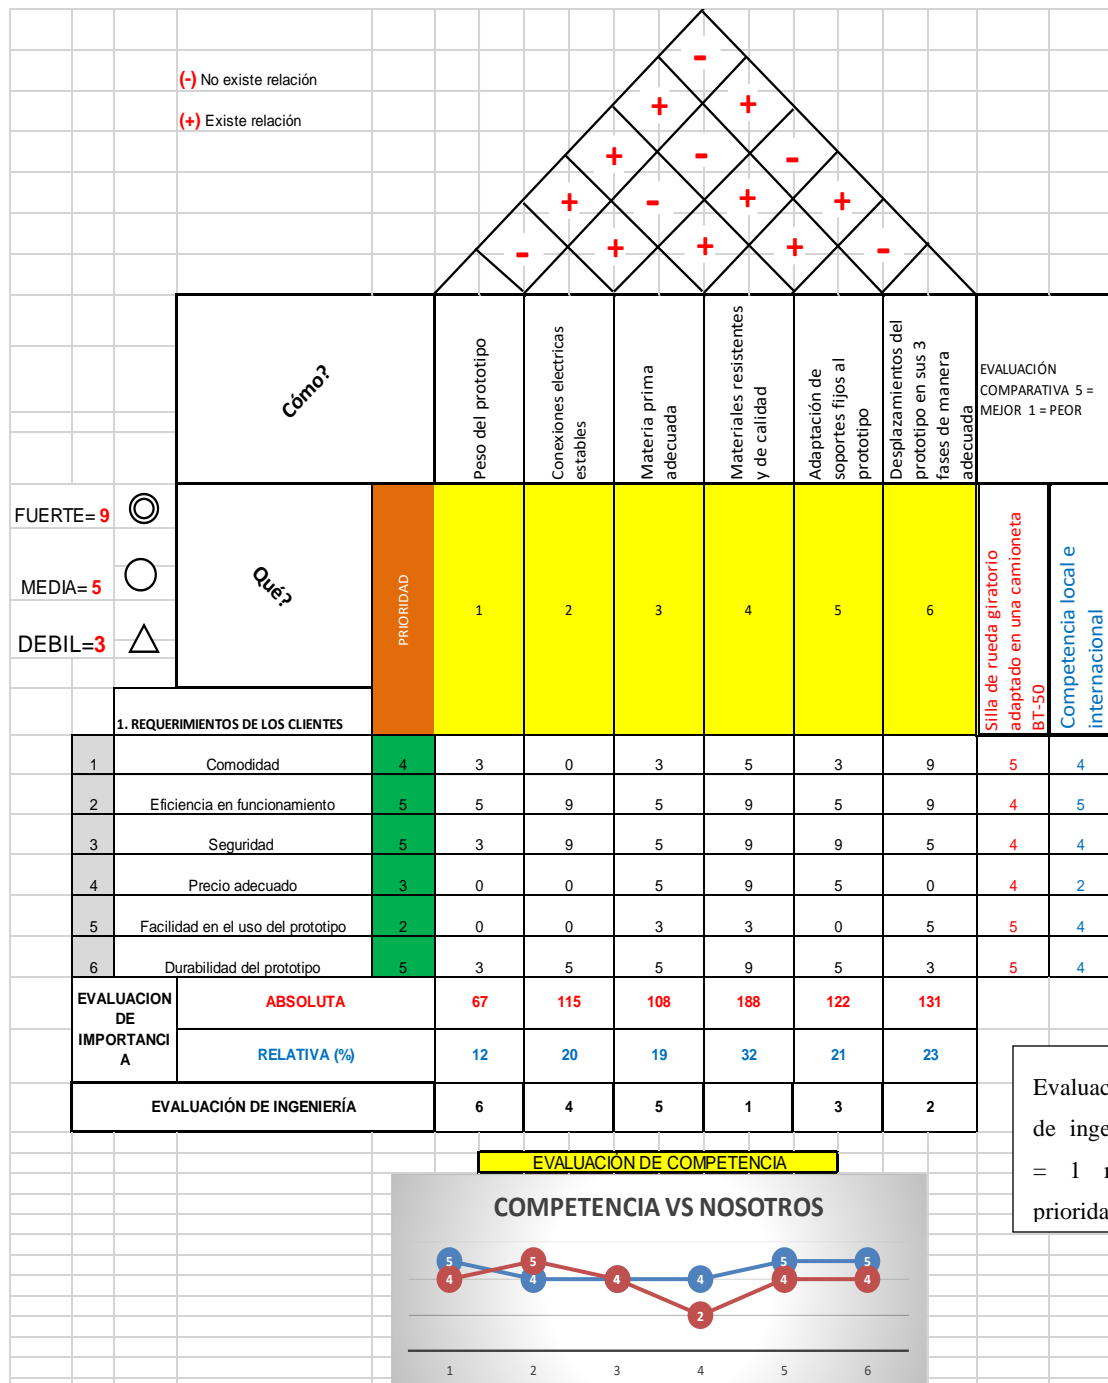 -
(-) No existe relación
+ +
(+) Existe relación
+ - -
+ - + +
- + + + -
Cómo?
Peso del prototipo
Conexiones electricas
estables
Materia prima
adecuada
Materiales resistentes
y de calidad
Adaptación de
soportes fijos al
prototipo
Desplazamientos del
prototipo en sus 3
fases de manera
adecuada
EVALUACIÓN
COMPARATIVA 5 =
MEJOR 1 = PEOR
FUERTE= 9
MEDIA= 5
DEBIL=3
Qué?
PRIORIDAD
1 2 3 4 5 6
Silla de rueda giratorio
adaptado en una camioneta
BT-50
Competencia local e
internacional
1. REQUERIMIENTOS DE LOS CLIENTES
1 Comodidad 4 3 0 3 5 3 9 5 4
2 Eficiencia en funcionamiento 5 5 9 5 9 5 9 4 5
3 Seguridad 5 3 9 5 9 9 5 4 4
4 Precio adecuado 3 0 0 5 9 5 0 4 2
5 Facilidad en el uso del prototipo 2 0 0 3 3 0 5 5 4
6 Durabilidad del prototipo 5 3 5 5 9 5 3 5 4
EVALUACION
DE
IMPORTANCI
A
ABSOLUTA 67 115 108 188 122 131
RELATIVA (%) 12 20 19 32 21 23
EVALUACIÓN DE INGENIERÍA 6 4 5 1 3 2
Evaluac
de inge
= 1
priorida
EVALUACIÓN DE COMPETENCIA
COMPETENCIA VS NOSOTROS
5 5 5 5
4 4 4 4 4 4
2
1 2 3 4 5 6